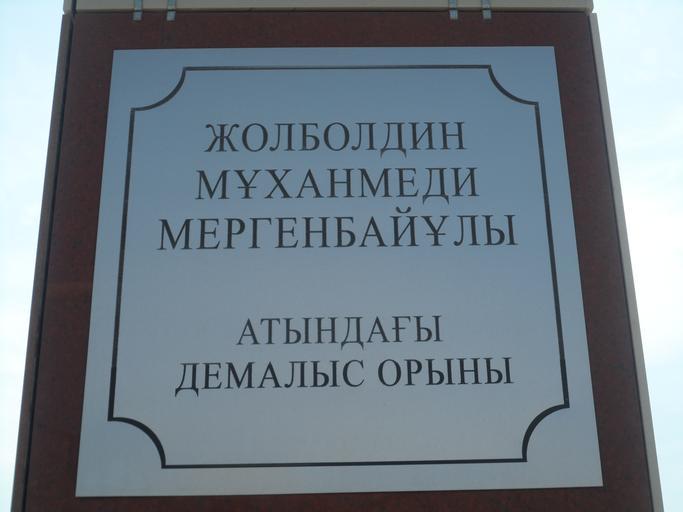 ЖОЛБОЛДИН
МҰХАНМЕДИ
МЕРГЕНБАЙҰЛЫ
АТЫНДАҒЫ
ДЕМАЛЫС ОРЫНЫ